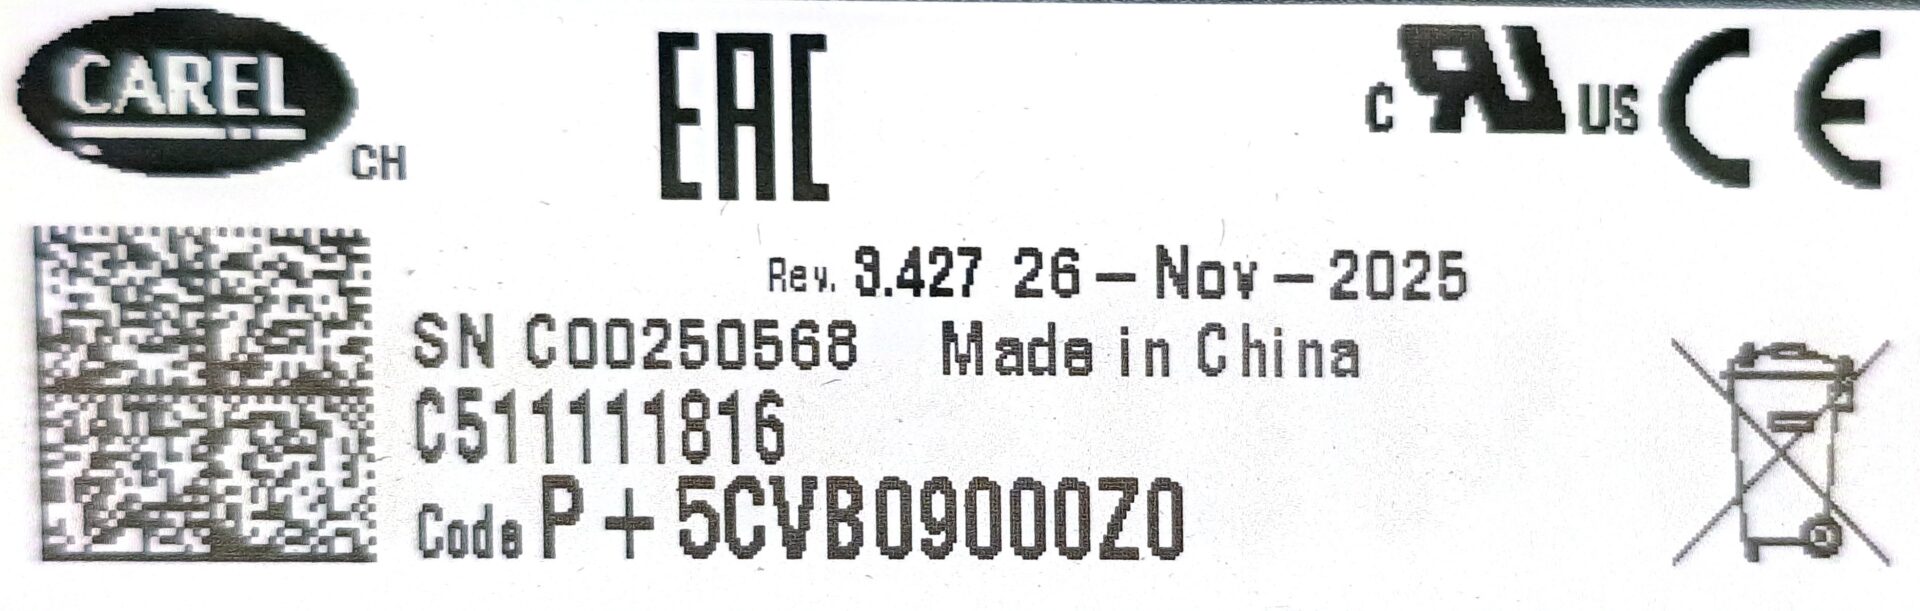 CAREL
CH
EAC
c RU US CE
Rev. 3.427 26-Nov-2025
SN C00250568 Made in China
C511111816
Code P+5CVB09000Z0